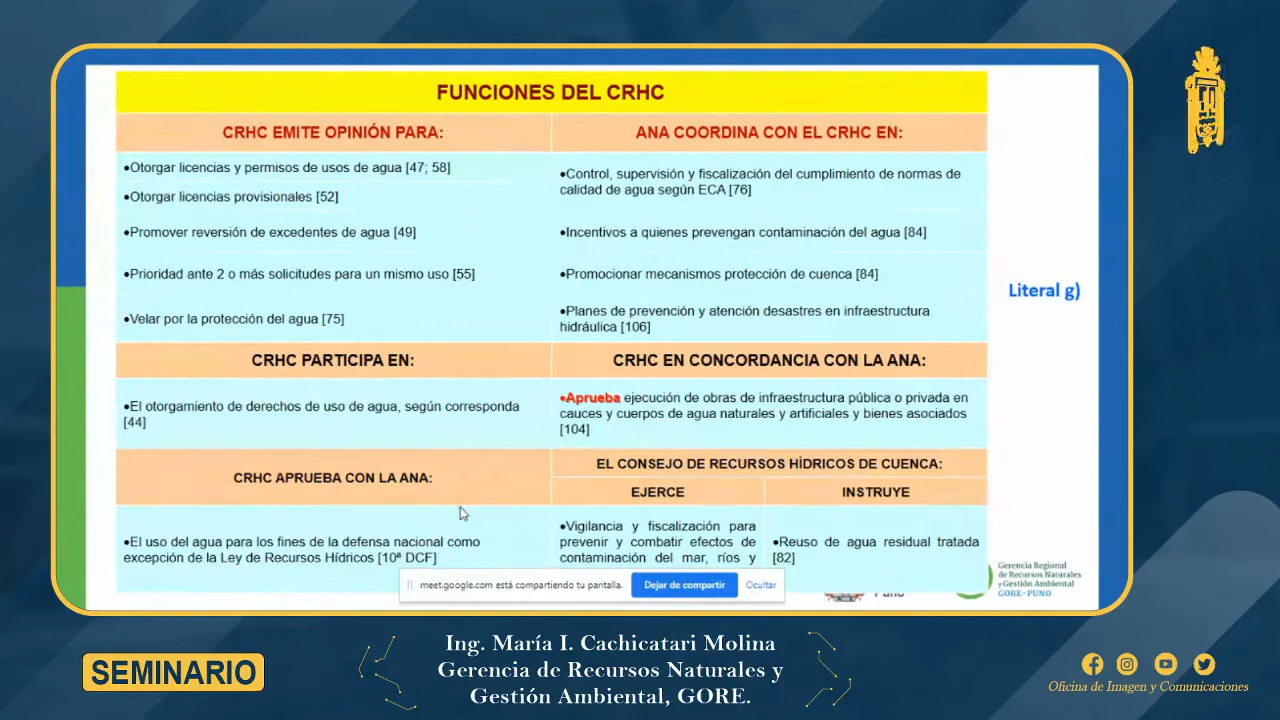 FUNCIONES DEL CRHC
CRHC EMITE OPINIÓN PARA:
•Otorgar licencias y permisos de usos de agua [47; 58]
•Otorgar licencias provisionales [52]
•Promover reversión de excedentes de agua [49]
•Prioridad ante 2 o más solicitudes para un mismo uso [55]
•Velar por la protección del agua [75]
ANA COORDINA CON EL CRHC EN:
•Control, supervisión y fiscalización del cumplimiento de normas de
calidad de agua según ECA [76]
•Incentivos a quienes prevengan contaminación del agua [84]
•Promocionar mecanismos protección de cuenca [84]
•Planes de prevención y atención desastres en infraestructura
hidráulica [106]
Literal g)
CRHC PARTICIPA EN:
•El otorgamiento de derechos de uso de agua, según corresponda
[44]
CRHC EN CONCORDANCIA CON LA ANA:
•Aprueba ejecución de obras de infraestructura pública o privada en
cauces y cuerpos de agua naturales y artificiales y bienes asociados
[104]
CRHC APRUEBA CON LA ANA:
•El uso del agua para los fines de la defensa nacional como
excepción de la Ley de Recursos Hídricos [10ª DCF]
EL CONSEJO DE RECURSOS HÍDRICOS DE CUENCA:
EJERCE
•Vigilancia y fiscalización para
prevenir y combatir efectos de
contaminación del mar, ríos y
INSTRUYE
•Reuso de agua residual tratada
[82]
meet.google.com está compartiendo tu pantalla.
Dejar de compartir
Ocultar
Puno
Gerencia Regional
de Recursos Naturales
y Gestión Ambiental
GORE-PUNO
SEMINARIO
Ing. María I. Cachicatari Molina
Gerencia de Recursos Naturales y
Gestión Ambiental, GORE.
Oficina de Imagen y Comunicaciones